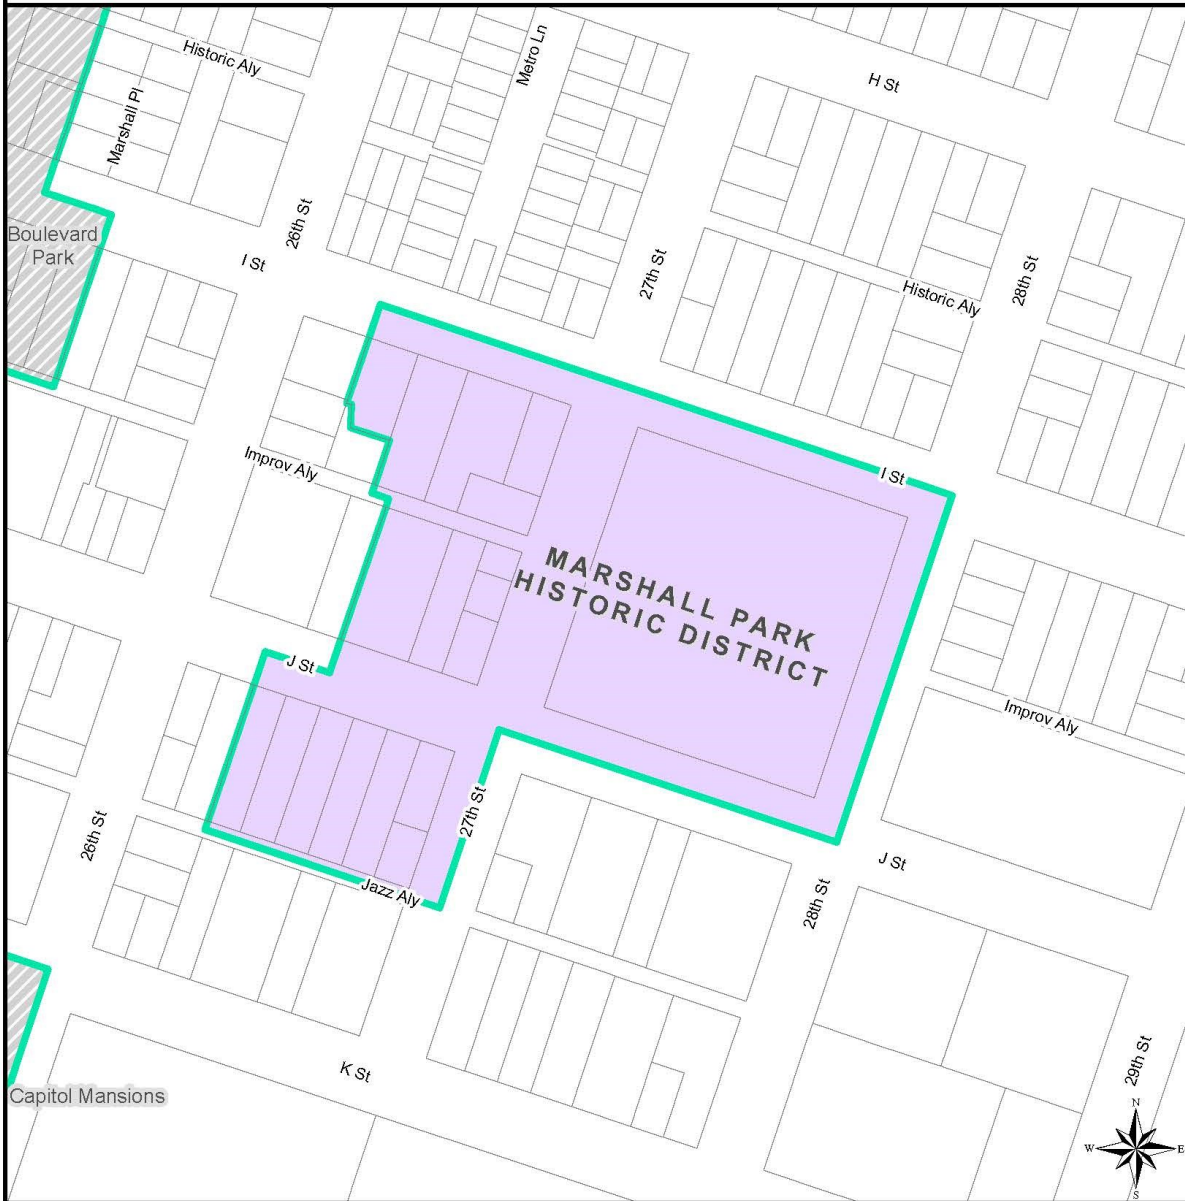 Historic Aly
Metro Ln
H St
Marshall Pl
26th St
Boulevard
Park
I St
27th St
28th St
Historic Aly
Improv Aly
I St
MARSHALL PARK
HISTORIC DISTRICT
J St
Improv Aly
27th St
26th St
J St
Jazz Aly
28th St
K St
29th St
Capitol Mansions
N
W
E
S